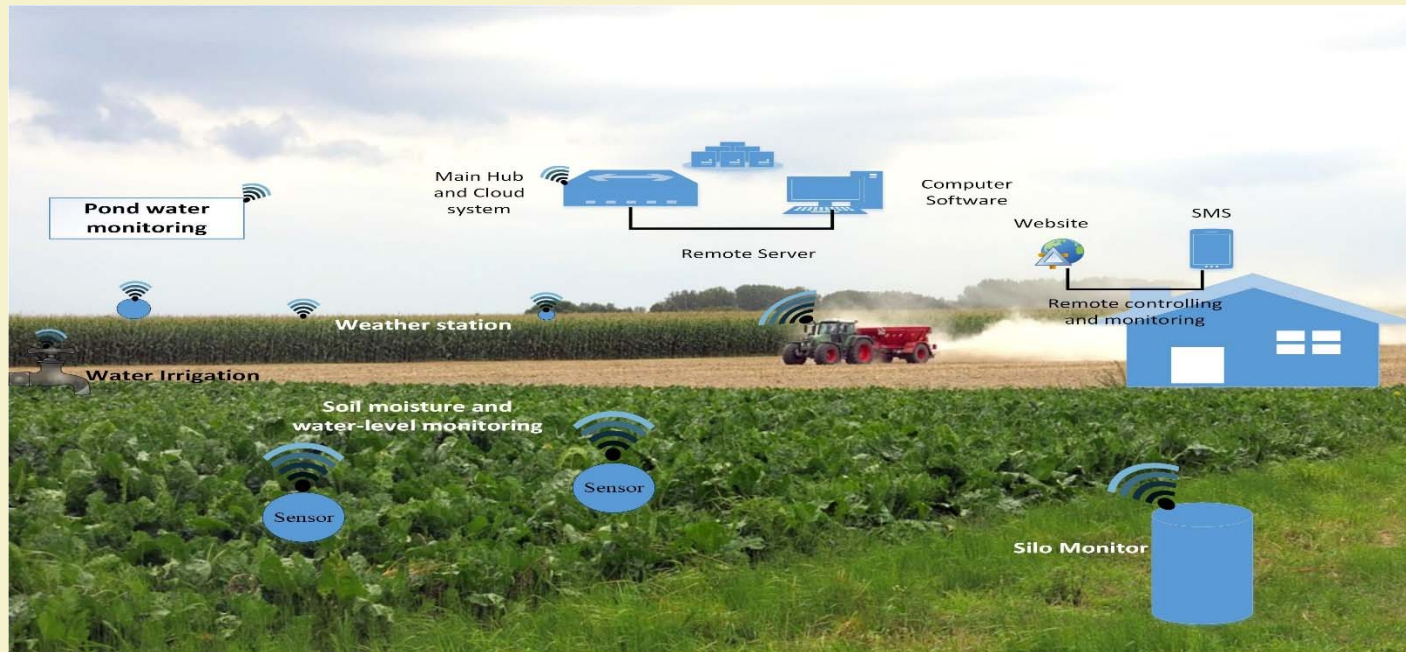 Main Hub
and Cloud
system
Computer
Software
Pond water
monitoring
Website
SMS
Remote Server
Remote controlling
and monitoring
Weather station
Water Irrigation
Soil moisture and
water-level monitoring
Sensor
Sensor
Silo Monitor